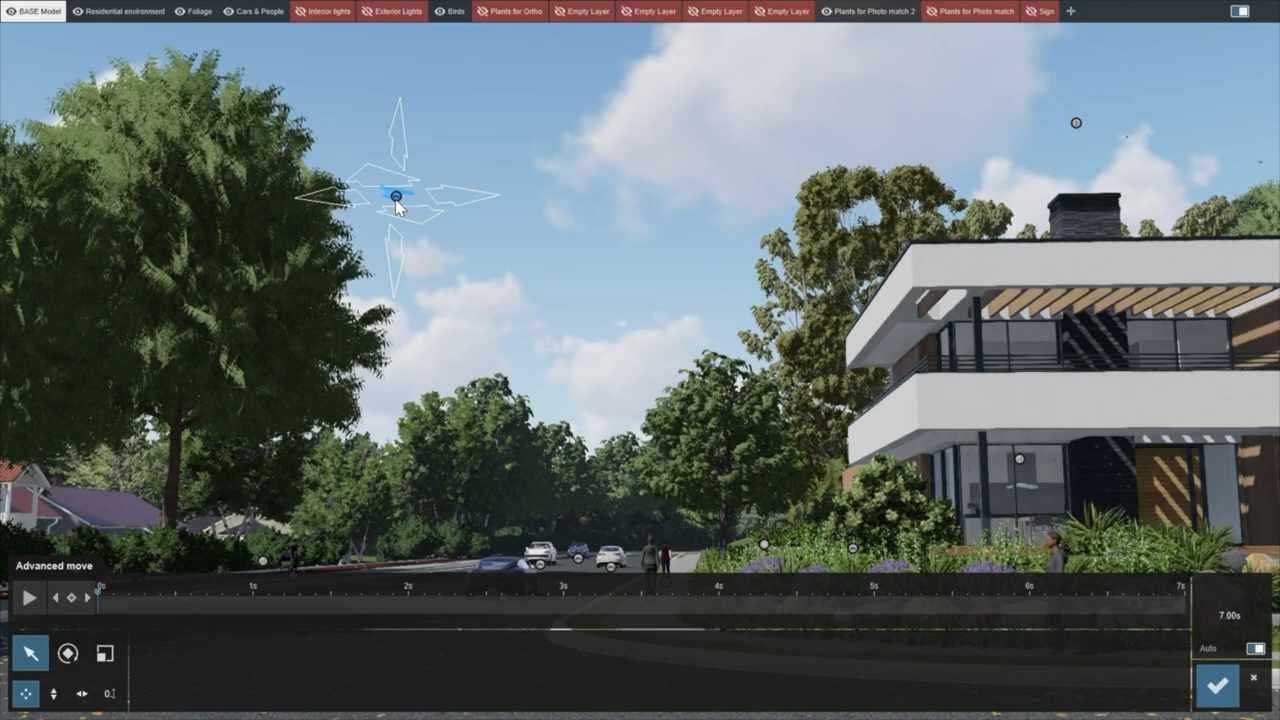 BASE Model Residential environment Foliage Cars & People Interior lights Exterior Lights Birds Plants for Ortho Empty Layer Empty Layer Empty Layer Empty Layer Plants for Photo match 2 Plants for Photo match Sign
Advanced move
0s 1s 2s 3s 4s 5s 6s 7s
7.00s
Auto